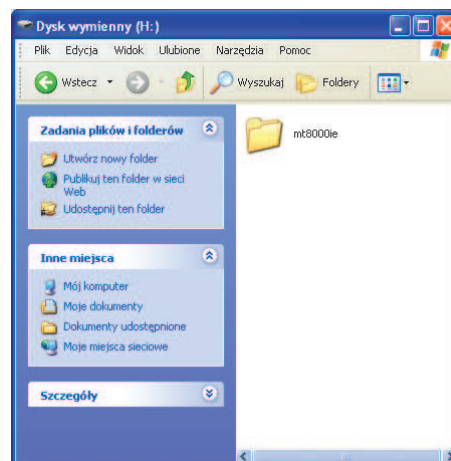 Dysk wymienny (H:)
Plik Edycja Widok Ulubione Narzędzia Pomoc
Wstecz Wyszukaj Foldery
Zadania plików i folderów
Utwórz nowy folder
Publikuj ten folder w sieci
Web
Udostępnij ten folder
Inne miejsca
Mój komputer
Moje dokumenty
Dokumenty udostępnione
Moje miejsca sieciowe
Szczegóły
mt8000ie